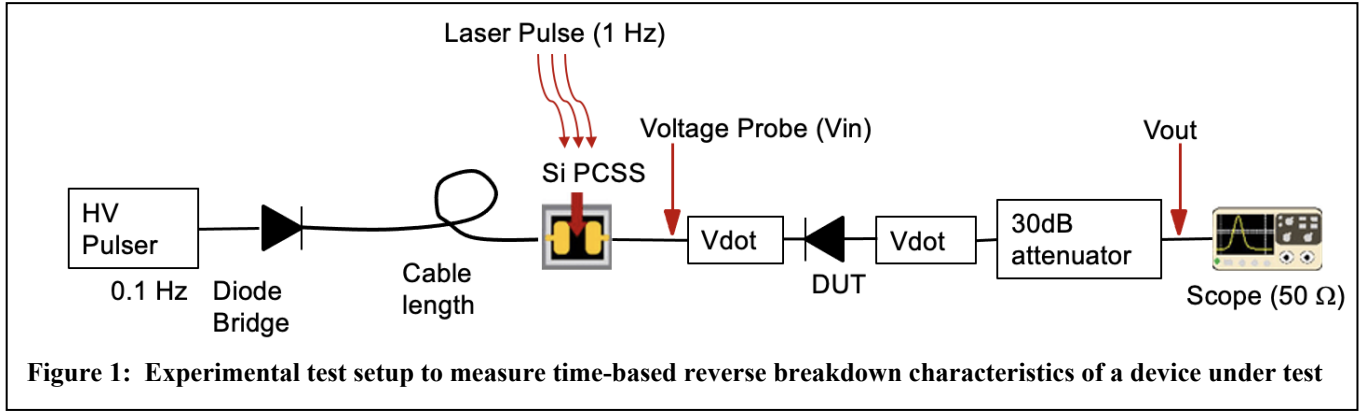 Laser Pulse (1 Hz)
Voltage Probe (Vin)
Vout
Si PCSS
HV
Pulser
Vdot
Vdot
30dB
attenuator
0.1 Hz
Diode
Bridge
Cable
length
DUT
Scope (50 Ω)
Figure 1: Experimental test setup to measure time-based reverse breakdown characteristics of a device under test